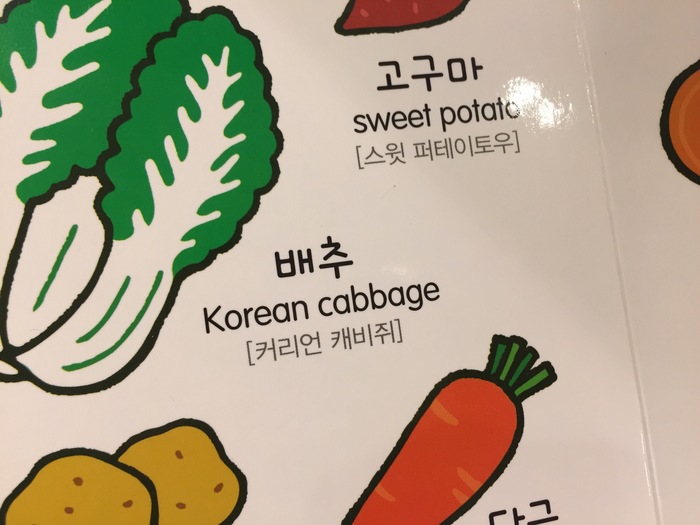 고구마
sweet potato
[스윗 퍼테이토우]
배추
Korean cabbage
[커리언 캐비쥐]